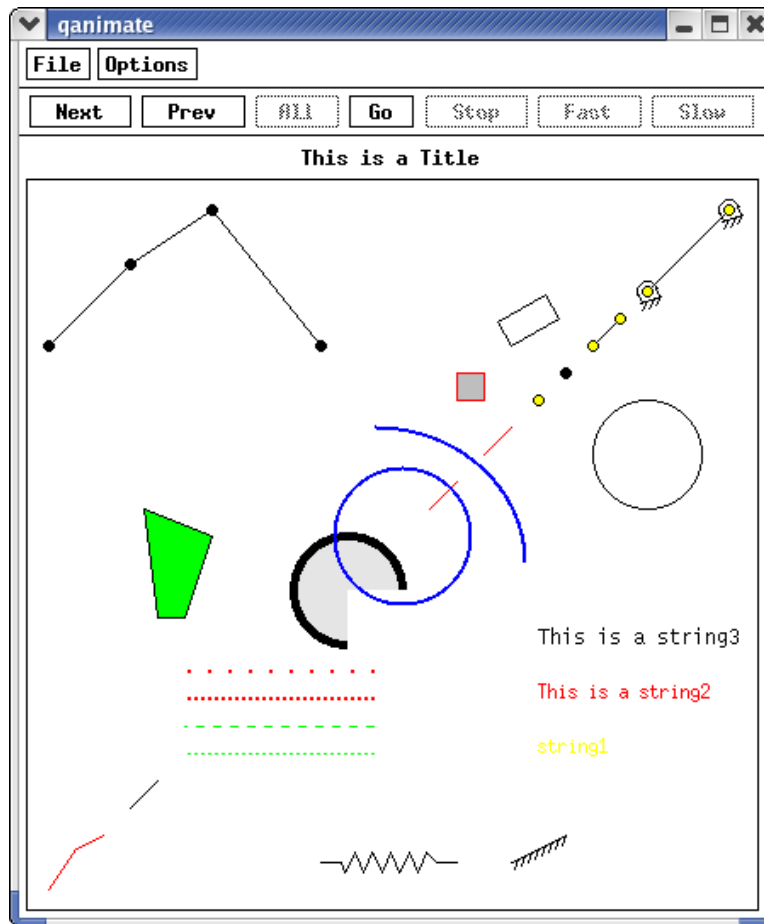 qanimate
File Options
Next Prev All Go Stop Fast Slow
This is a Title
This is a string3
This is a string2
string1